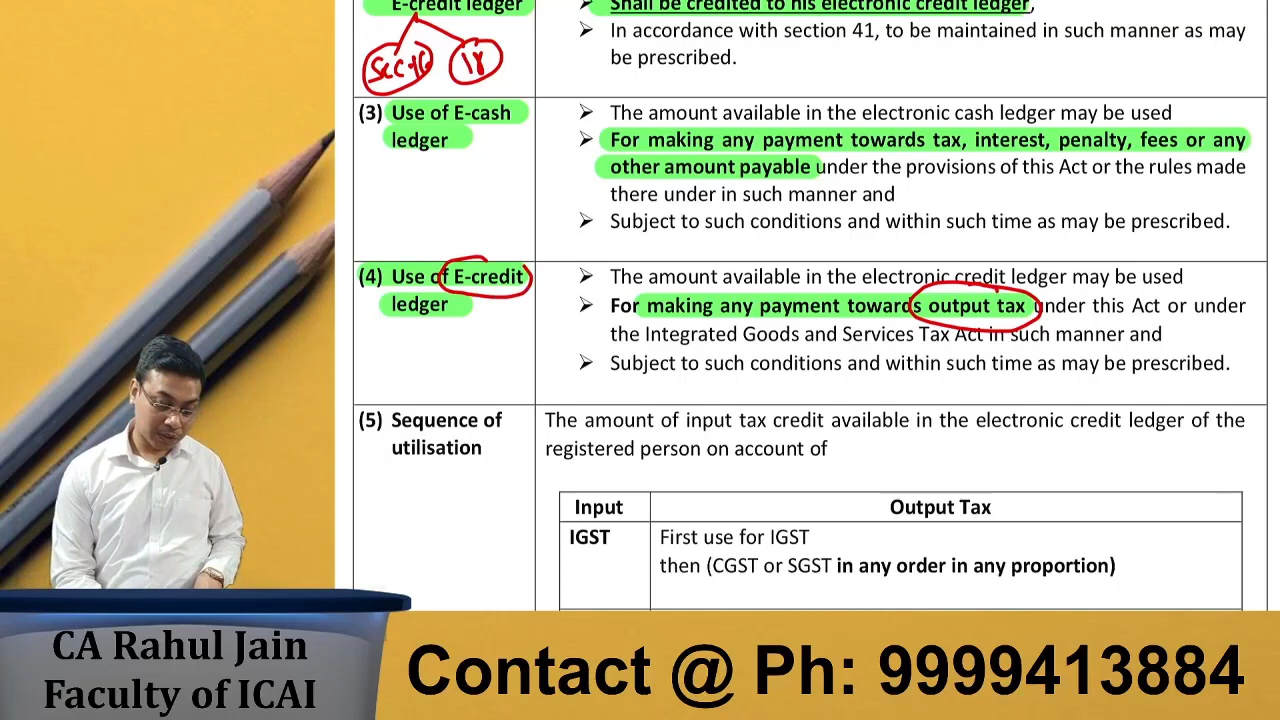 E-credit ledger
Shall be credited to his electronic credit ledger,
➢ In accordance with section 41, to be maintained in such manner as may
be prescribed.
Sec 16
18
(3) Use of E-cash
ledger
➢ The amount available in the electronic cash ledger may be used
➢ For making any payment towards tax, interest, penalty, fees or any
other amount payable under the provisions of this Act or the rules made
there under in such manner and
➢ Subject to such conditions and within such time as may be prescribed.
(4) Use of E-credit
ledger
➢ The amount available in the electronic credit ledger may be used
➢ For making any payment towards output tax under this Act or under
the Integrated Goods and Services Tax Act in such manner and
➢ Subject to such conditions and within such time as may be prescribed.
(5) Sequence of
utilisation
The amount of input tax credit available in the electronic credit ledger of the
registered person on account of
Input Output Tax
IGST First use for IGST
then (CGST or SGST in any order in any proportion)
CA Rahul Jain
Faculty of ICAI
Contact @ Ph: 9999413884